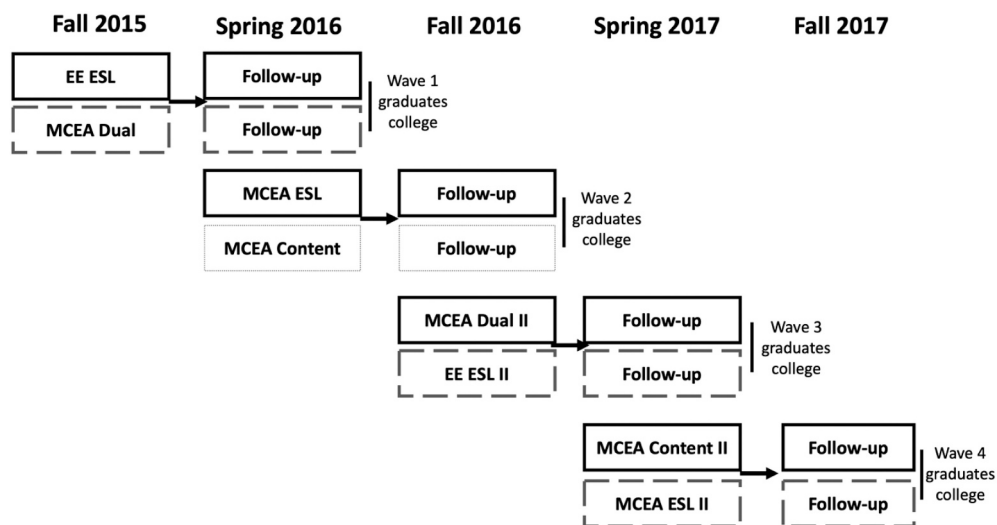 Fall 2015 Spring 2016 Fall 2016 Spring 2017 Fall 2017
EE ESL Follow-up
MCEA Dual Follow-up
Wave 1
graduates
college
MCEA ESL Follow-up
MCEA Content Follow-up
Wave 2
graduates
college
MCEA Dual II Follow-up
EE ESL II Follow-up
Wave 3
graduates
college
MCEA Content II Follow-up
MCEA ESL II Follow-up
Wave 4
graduates
college